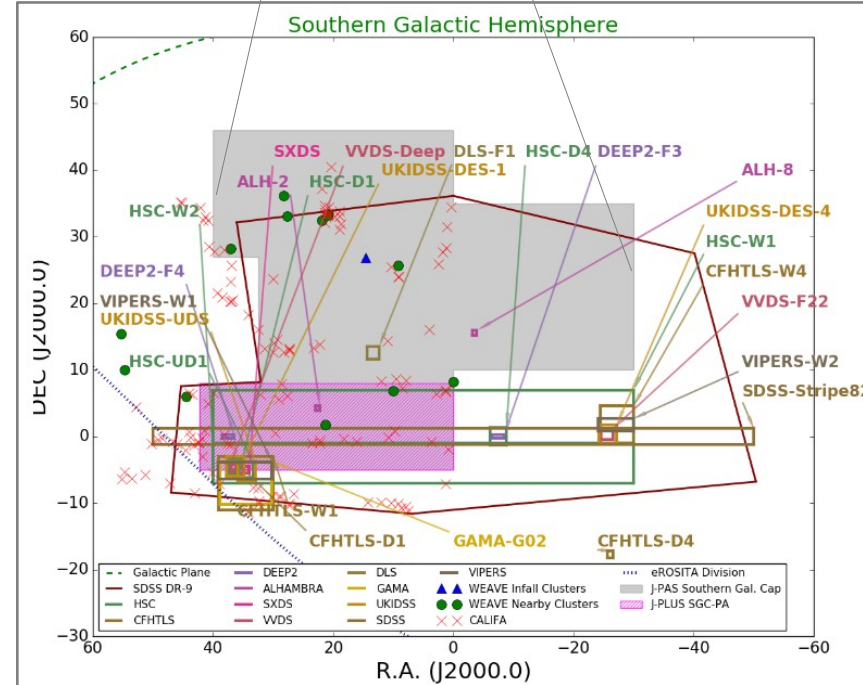 Southern Galactic Hemisphere
60
50
40
30
20
10
0
−10
−20
−30
DEC (J2000.0)
SXDS VVDS-Deep DLS-F1 HSC-D4 DEEP2-F3
ALH-2 HSC-D1 UKIDSS-DES-1 ALH-8
HSC-W2 UKIDSS-DES-4
HSC-W1
DEEP2-F4 CFHTLS-W4
VIPERS-W1 VVDS-F22
UKIDSS-UDS
HSC-UD1 VIPERS-W2
SDSS-Stripe82
CFHTLS-W1
CFHTLS-D1 GAMA-G02 CFHTLS-D4
Galactic Plane DEEP2 DLS VIPERS eROSITA Division
SDSS DR-9 ALHAMBRA GAMA WEAVE Infall Clusters J-PAS Southern Gal. Cap
HSC SXDS UKIDSS WEAVE Nearby Clusters J-PLUS SGC-PA
CFHTLS VVDS SDSS CALIFA
60 40 20 0 −20 −40 −60
R.A. (J2000.0)